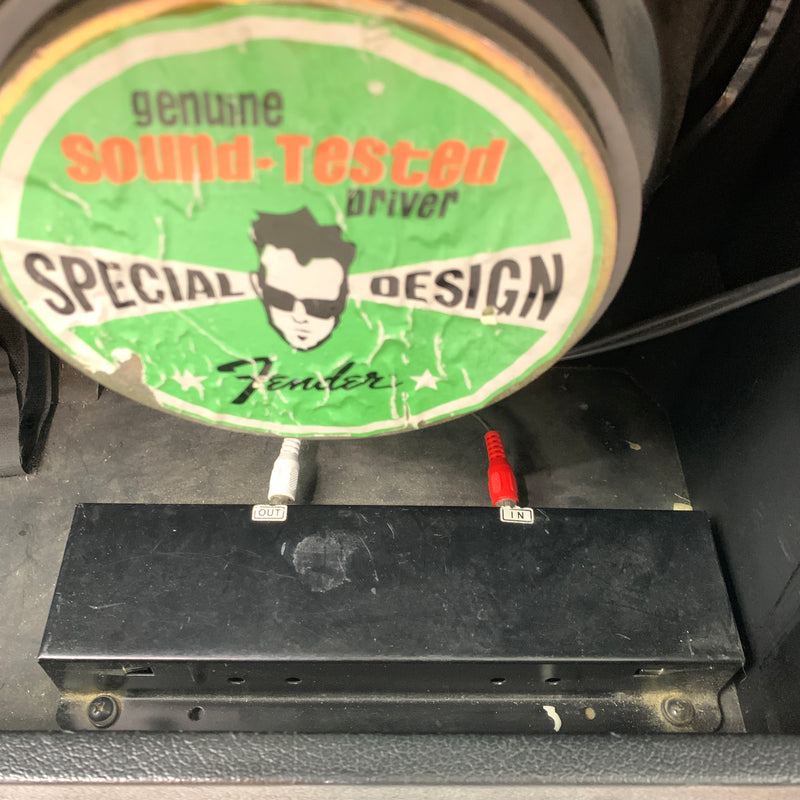 genuine
Sound-Tested
Driver
SPECIAL DESIGN
Fender
OUT
IN